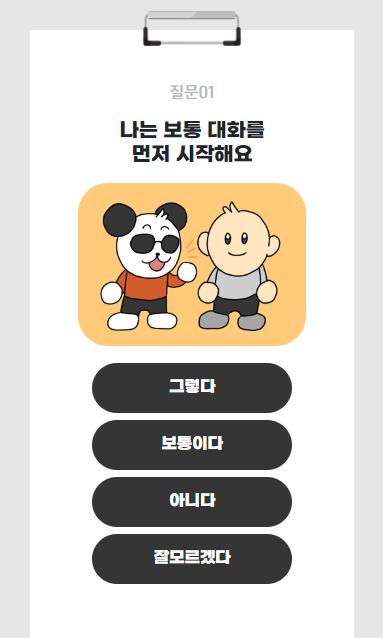 질문01
나는 보통 대화를
먼저 시작해요
그렇다
보통이다
아니다
잘모르겠다